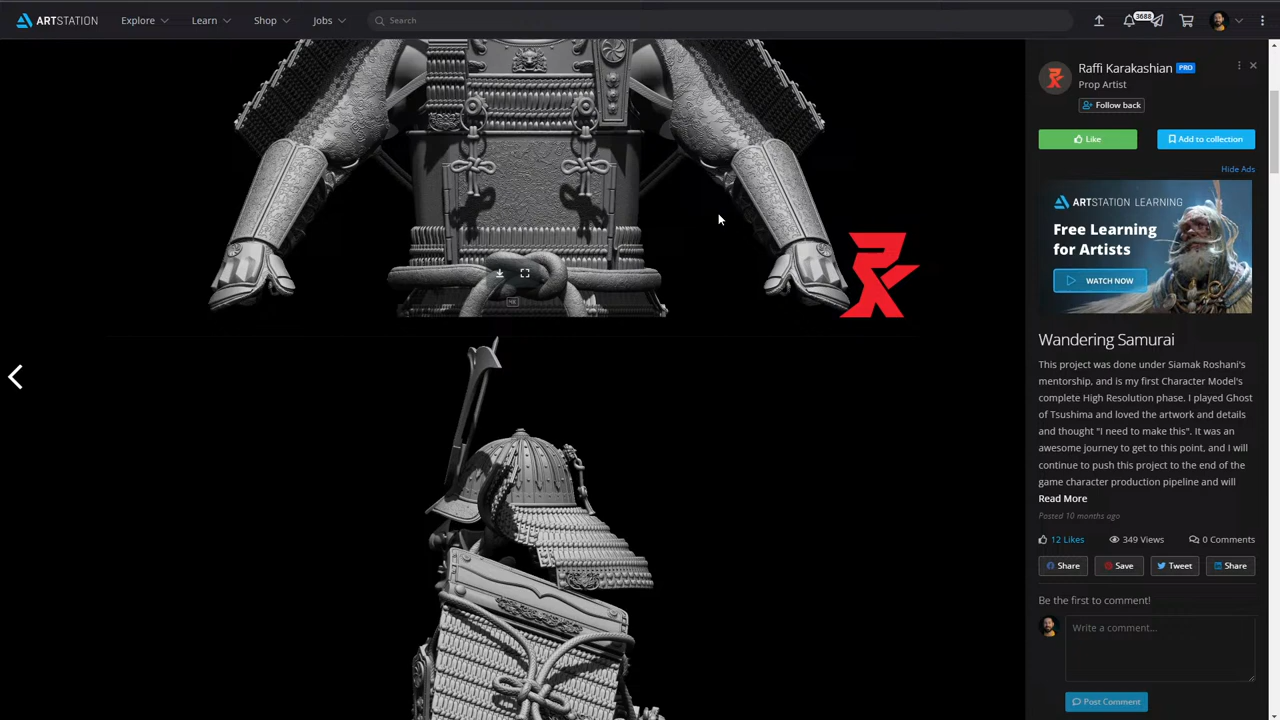 ARTSTATION
Explore
Learn
Shop
Jobs
Search
3688
Raffi Karakashian PRO
Prop Artist
Follow back
Like
Add to collection
Hide Ads
ARTSTATION LEARNING
Free Learning
for Artists
WATCH NOW
Wandering Samurai
This project was done under Siamak Roshani's
mentorship, and is my first Character Model's
complete High Resolution phase. I played Ghost
of Tsushima and loved the artwork and details
and thought "I need to make this". It was an
awesome journey to get to this point, and I will
continue to push this project to the end of the
game character production pipeline and will
Read More
Posted 10 months ago
12 Likes
349 Views
0 Comments
Share
Save
Tweet
Share
Be the first to comment!
Write a comment...
Post Comment
4K